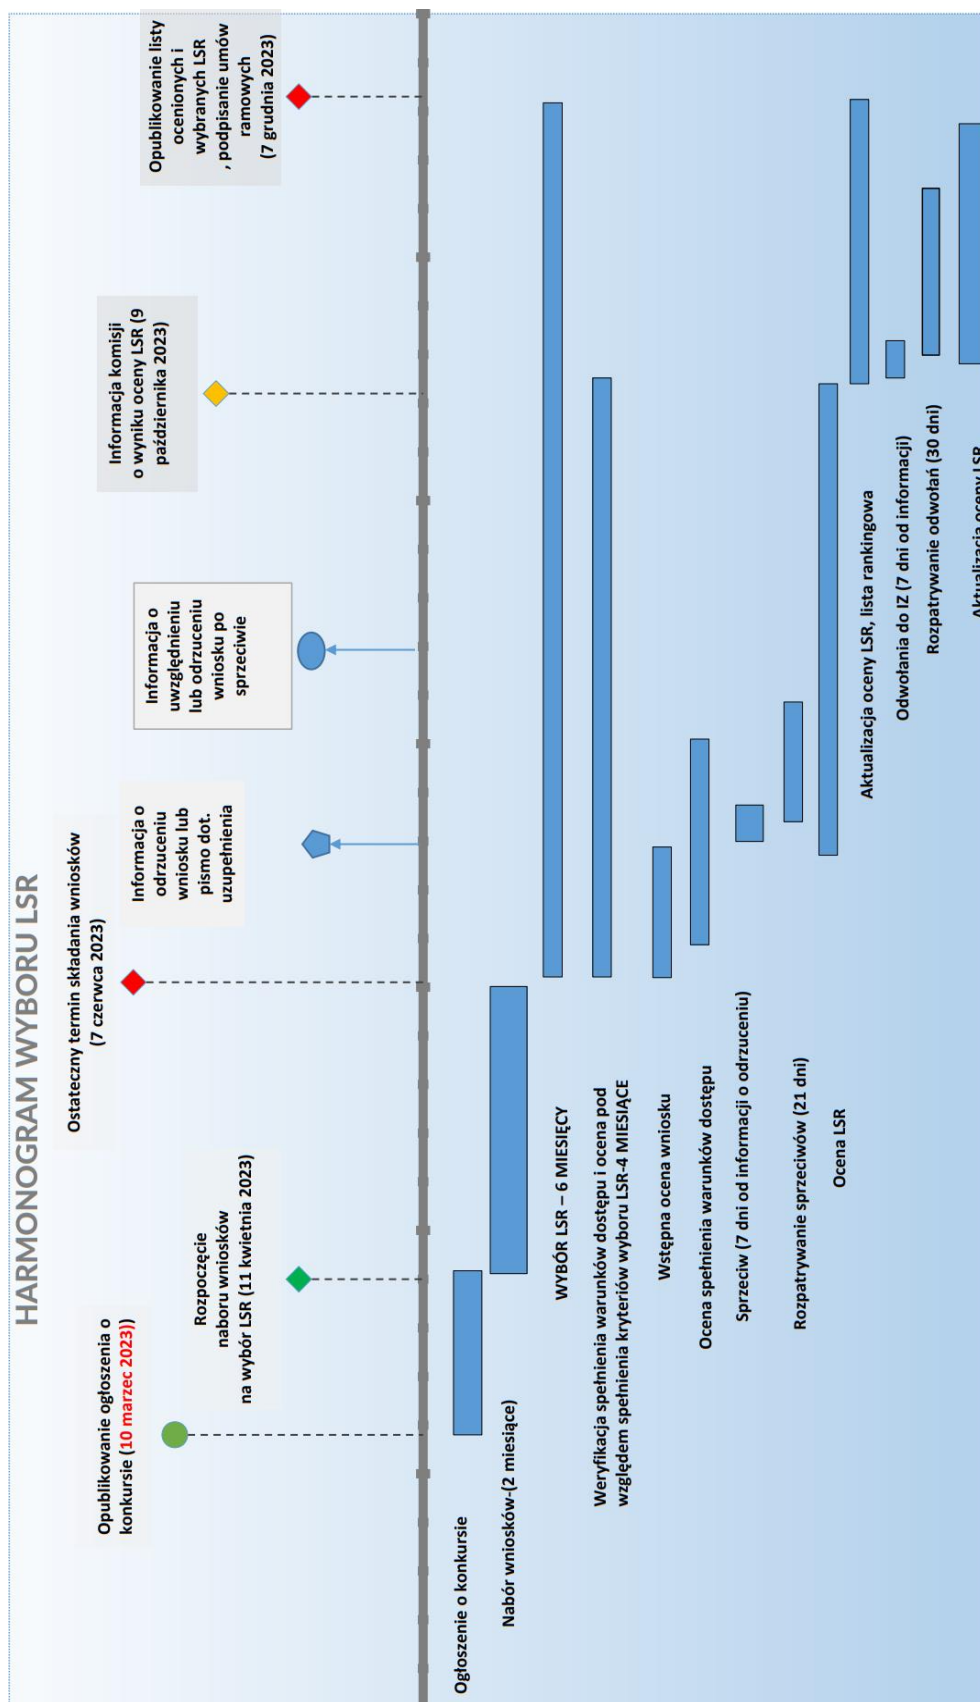 HARMONOGRAM WYBORU LSR
Opublikowanie ogłoszenia o
konkursie (10 marzec 2023))
Rozpoczęcie
naboru wniosków
na wybór LSR (11 kwietnia 2023)
Ostateczny termin składania wniosków
(7 czerwca 2023)
Informacja o
odrzuceniu
wniosku lub
pismo dot.
uzupełnienia
Informacja o
uwzględnieniu
lub odrzuceniu
wniosku po
sprzeciwie
Informacja komisji
o wyniku oceny LSR (9
października 2023)
Opublikowanie listy
ocenionych i
wybranych LSR
, podpisanie umów
ramowych
(7 grudnia 2023)
Ogłoszenie o konkursie
Nabór wniosków-(2 miesiące)
WYBÓR LSR – 6 MIESIĘCY
Weryfikacja spełnienia warunków dostępu i ocena pod
względem spełnienia kryteriów wyboru LSR-4 MIESIĄCE
Wstępna ocena wniosku
Ocena spełnienia warunków dostępu
Sprzeciw (7 dni od informacji o odrzuceniu)
Rozpatrywanie sprzeciwów (21 dni)
Ocena LSR
Aktualizacja oceny LSR, lista rankingowa
Odwołania do IZ (7 dni od informacji)
Rozpatrywanie odwołań (30 dni)
Aktualizacja oceny LSR